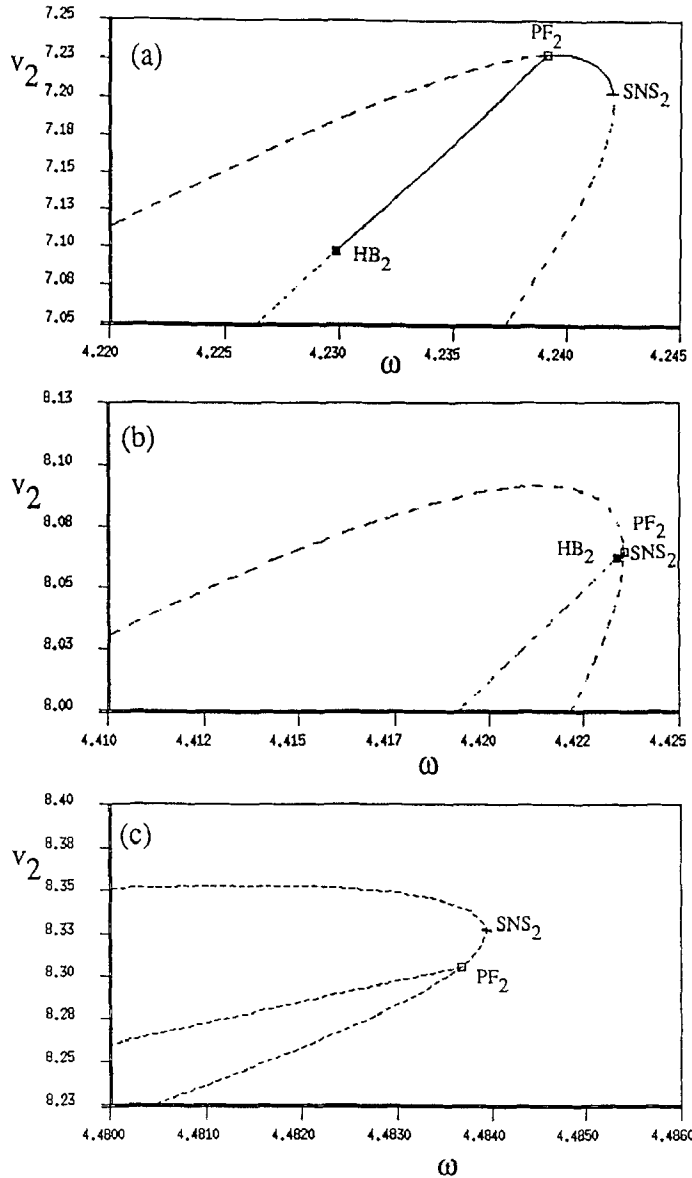 (a)
v2
7.25
7.23
7.20
7.18
7.15
7.13
7.10
7.08
7.05
PF2
SNS2
HB2
4.220
4.225
4.230
4.235
4.240
4.245
ω
(b)
v2
8.13
8.10
8.08
8.05
8.03
8.00
PF2
HB2
SNS2
4.410
4.412
4.415
4.417
4.420
4.422
4.425
ω
(c)
v2
8.40
8.38
8.35
8.33
8.30
8.28
8.25
8.23
SNS2
PF2
4.4800
4.4810
4.4820
4.4830
4.4840
4.4850
4.4860
ω